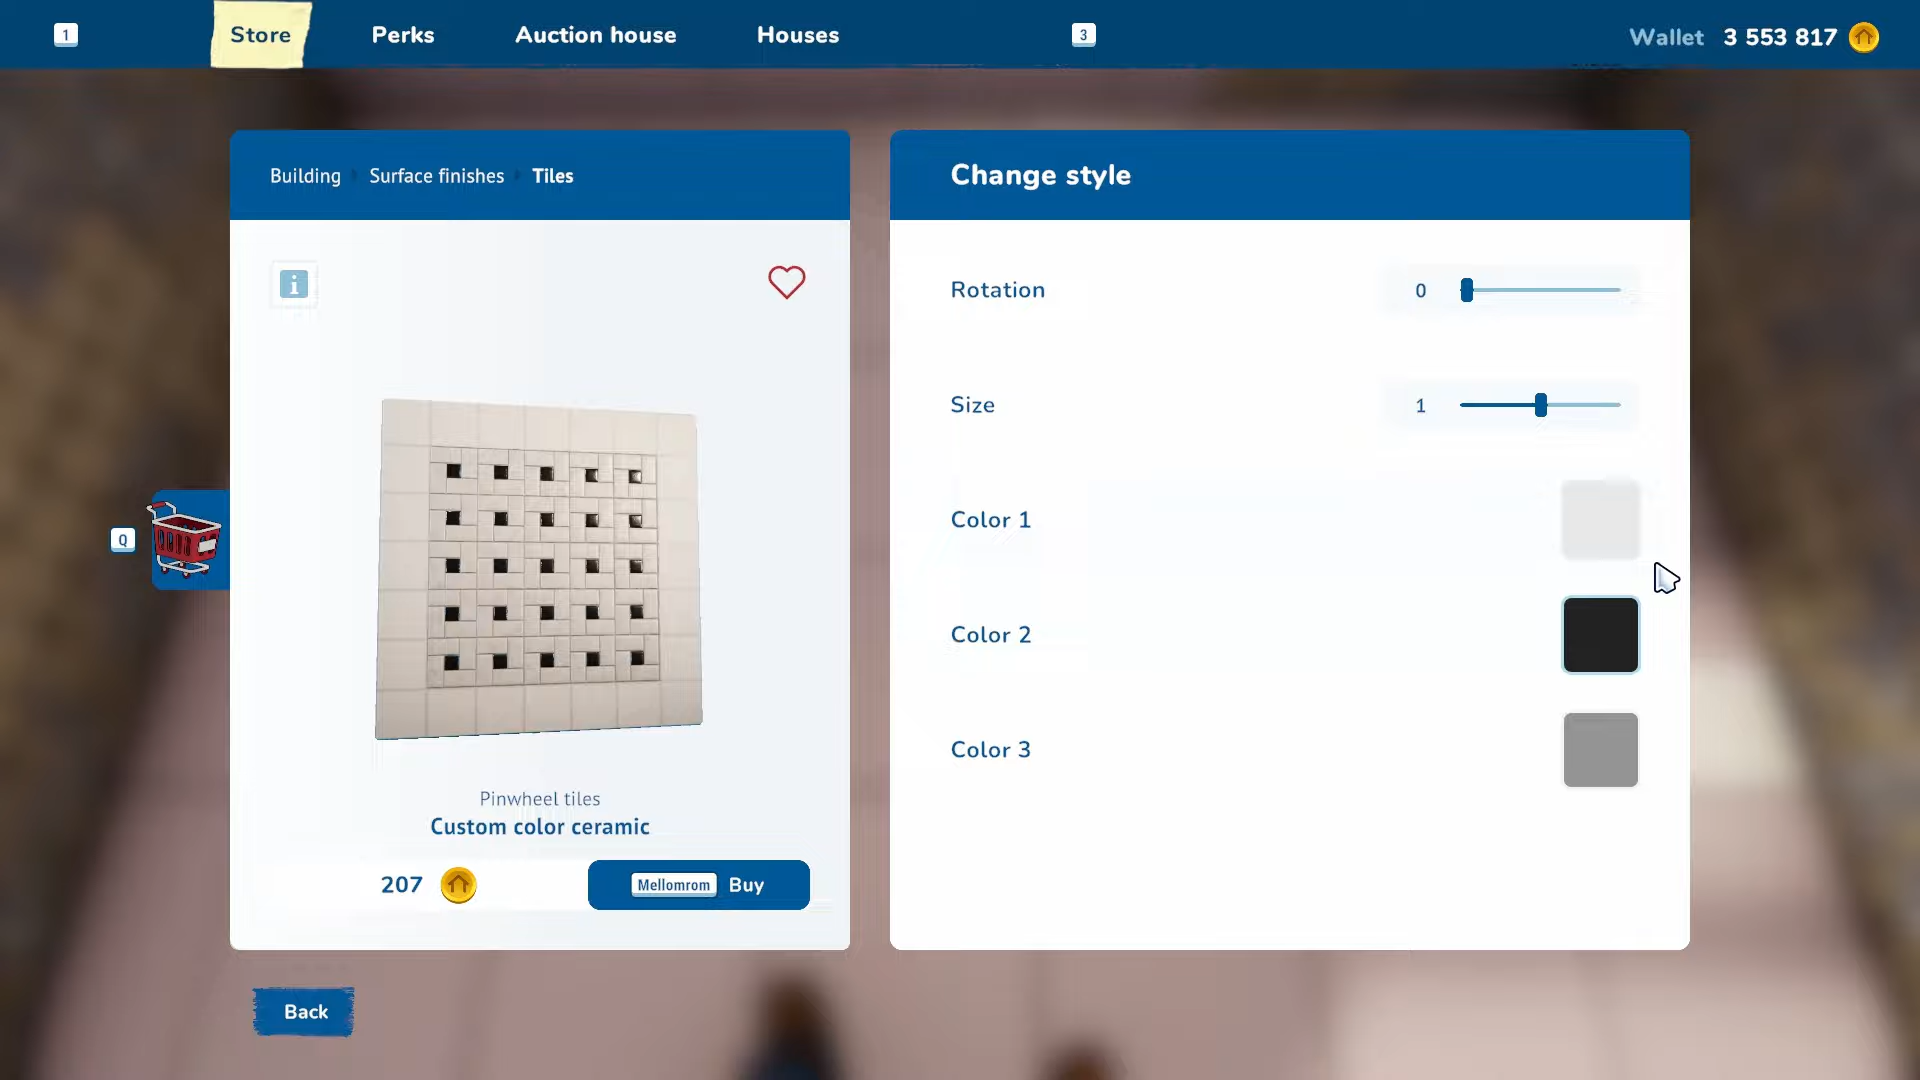 1 Store Perks Auction house Houses 3 Wallet 3 553 817
Building Surface finishes Tiles
Change style
i
Rotation 0
Size 1
Color 1
Q
Color 2
Color 3
Pinwheel tiles
Custom color ceramic
207 Mellomrom Buy
Back